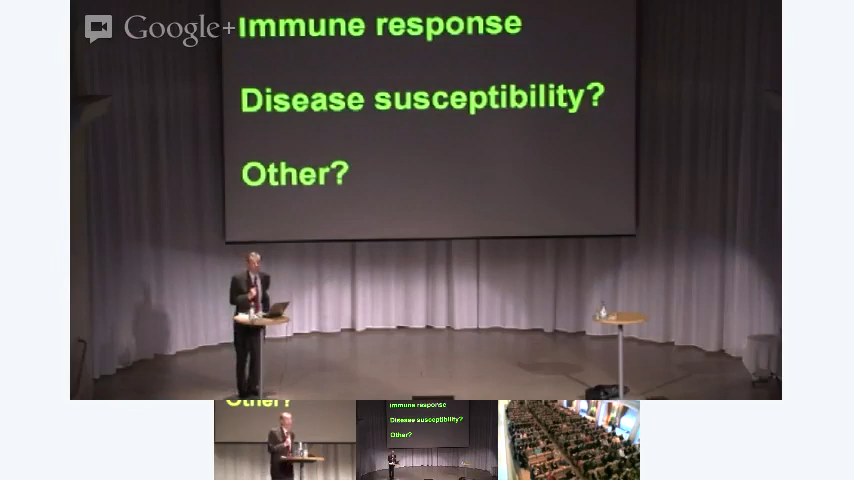 Google+
Immune response
Disease susceptibility?
Other?
Other?
Immune response
Disease susceptibility?
Other?